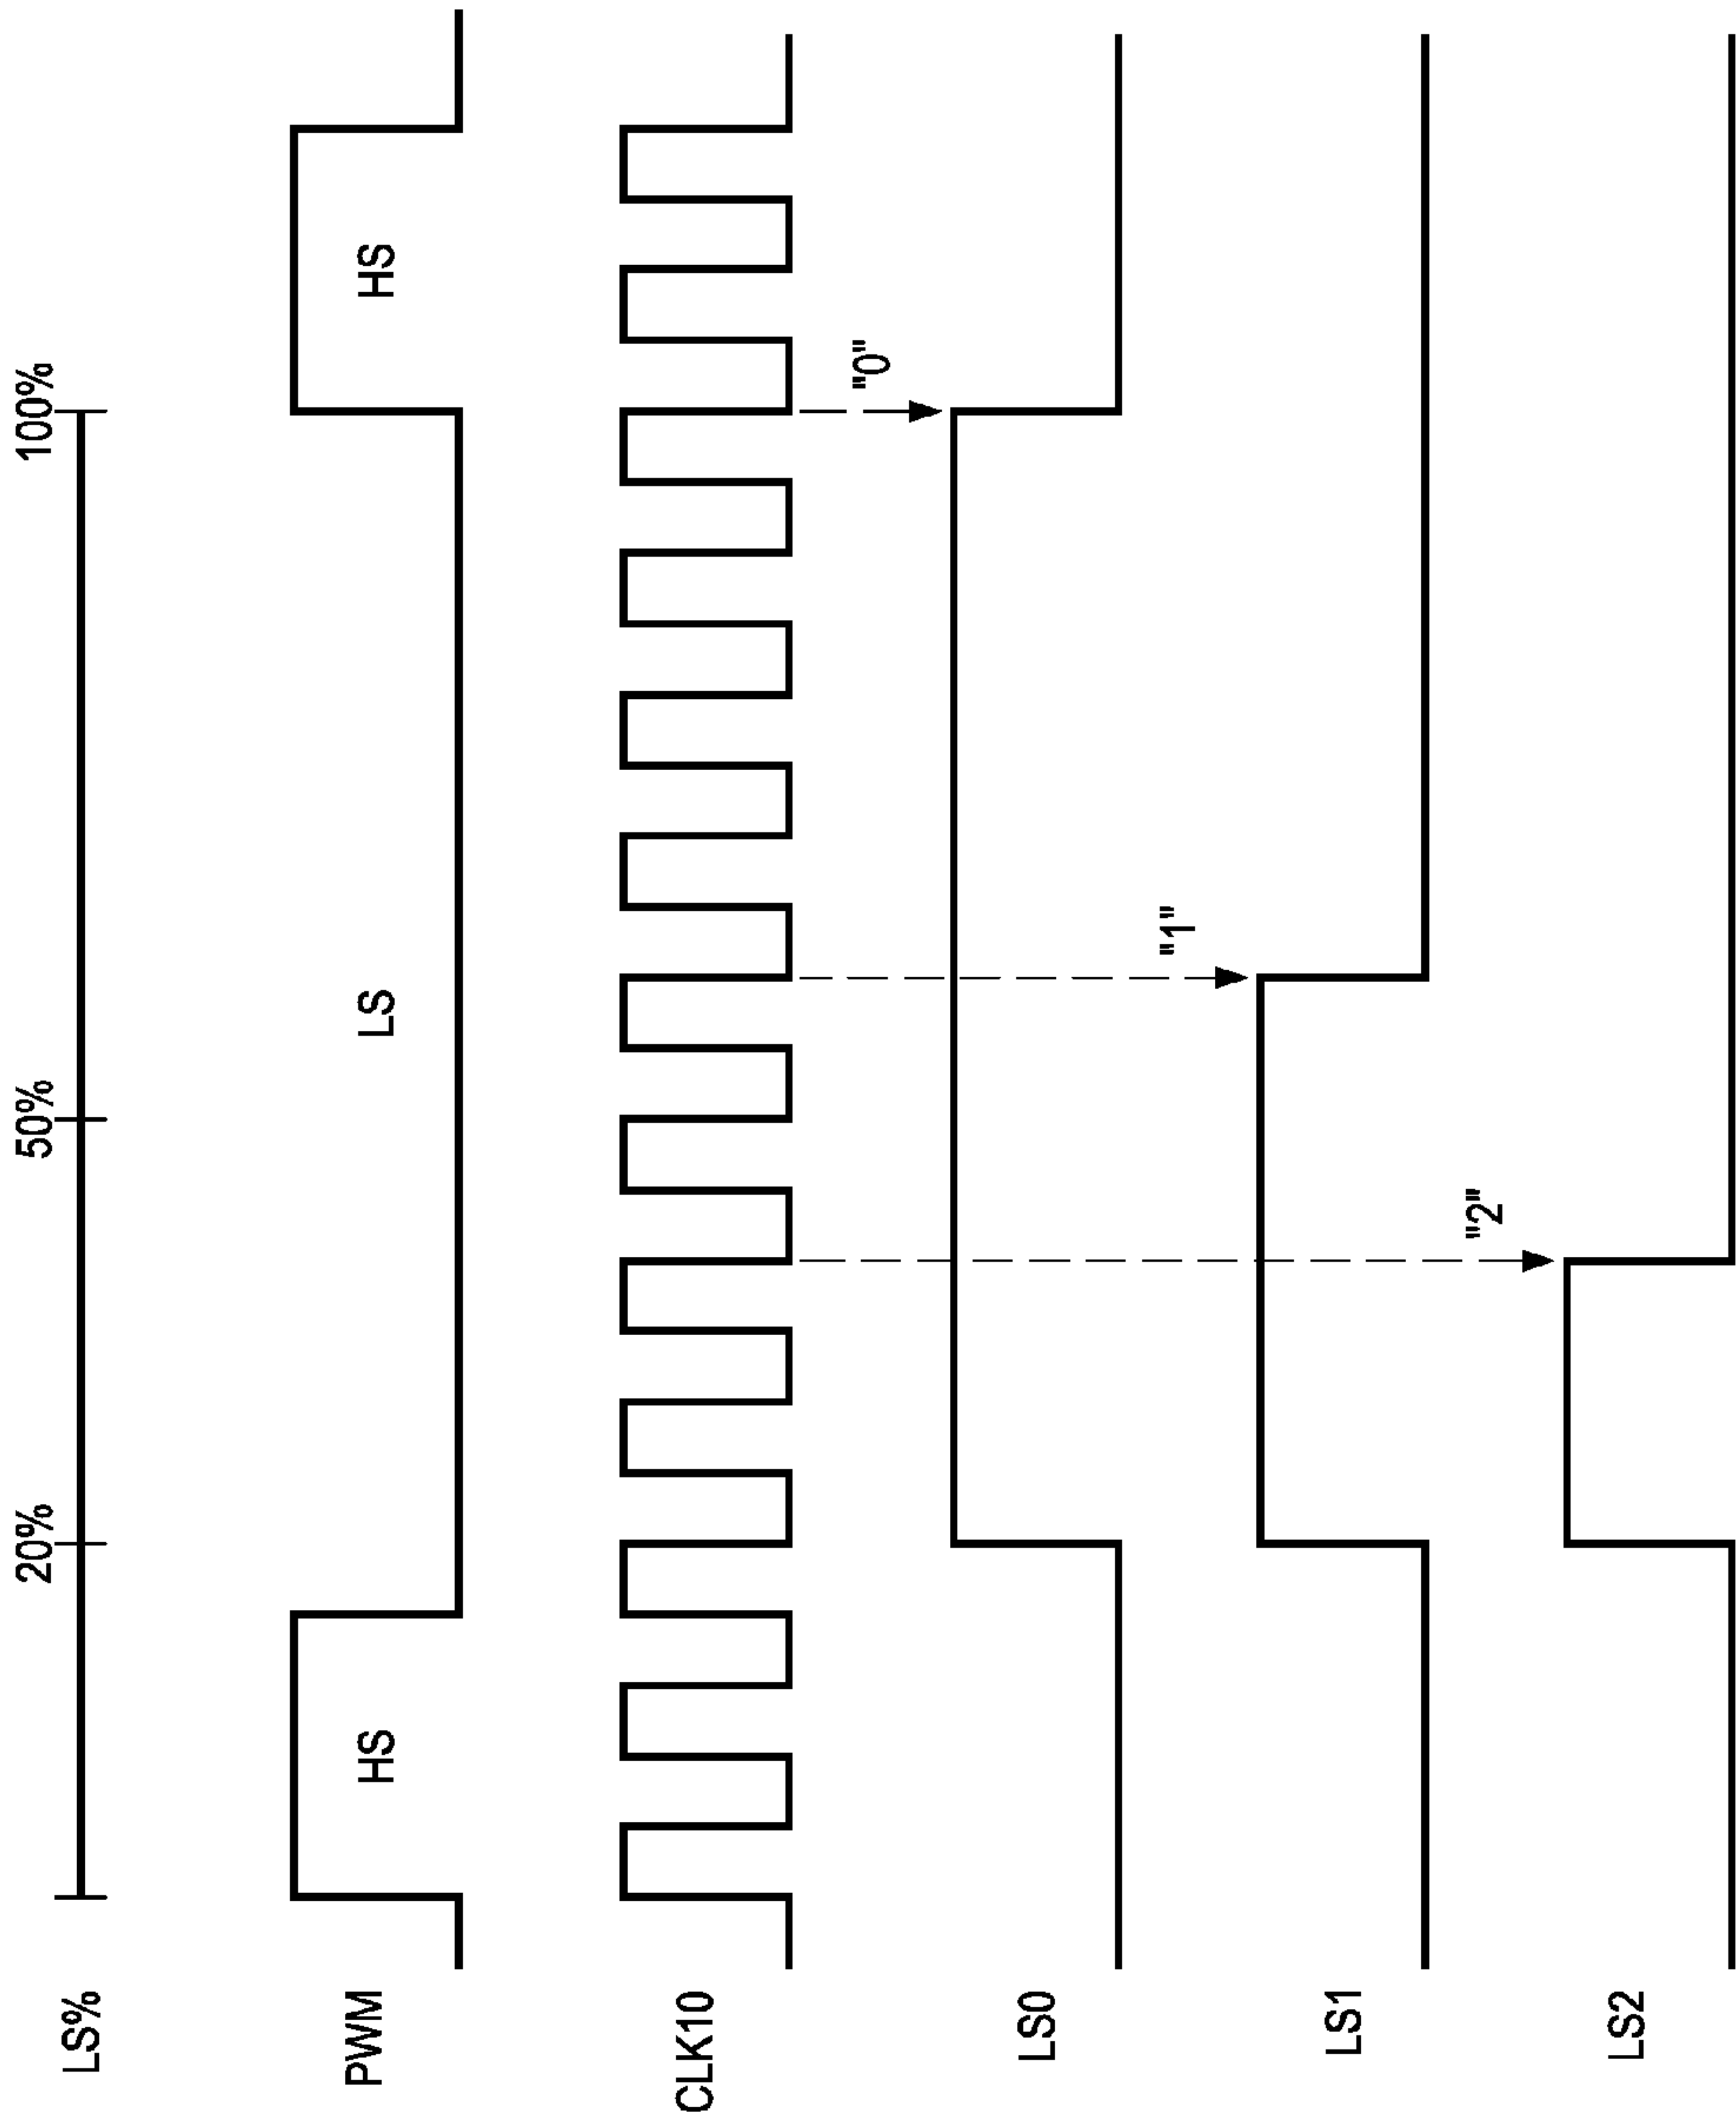 LS%
20%
50%
100%
PWM
HS
LS
HS
CLK10
LS0
"0"
LS1
"1"
LS2
"2"